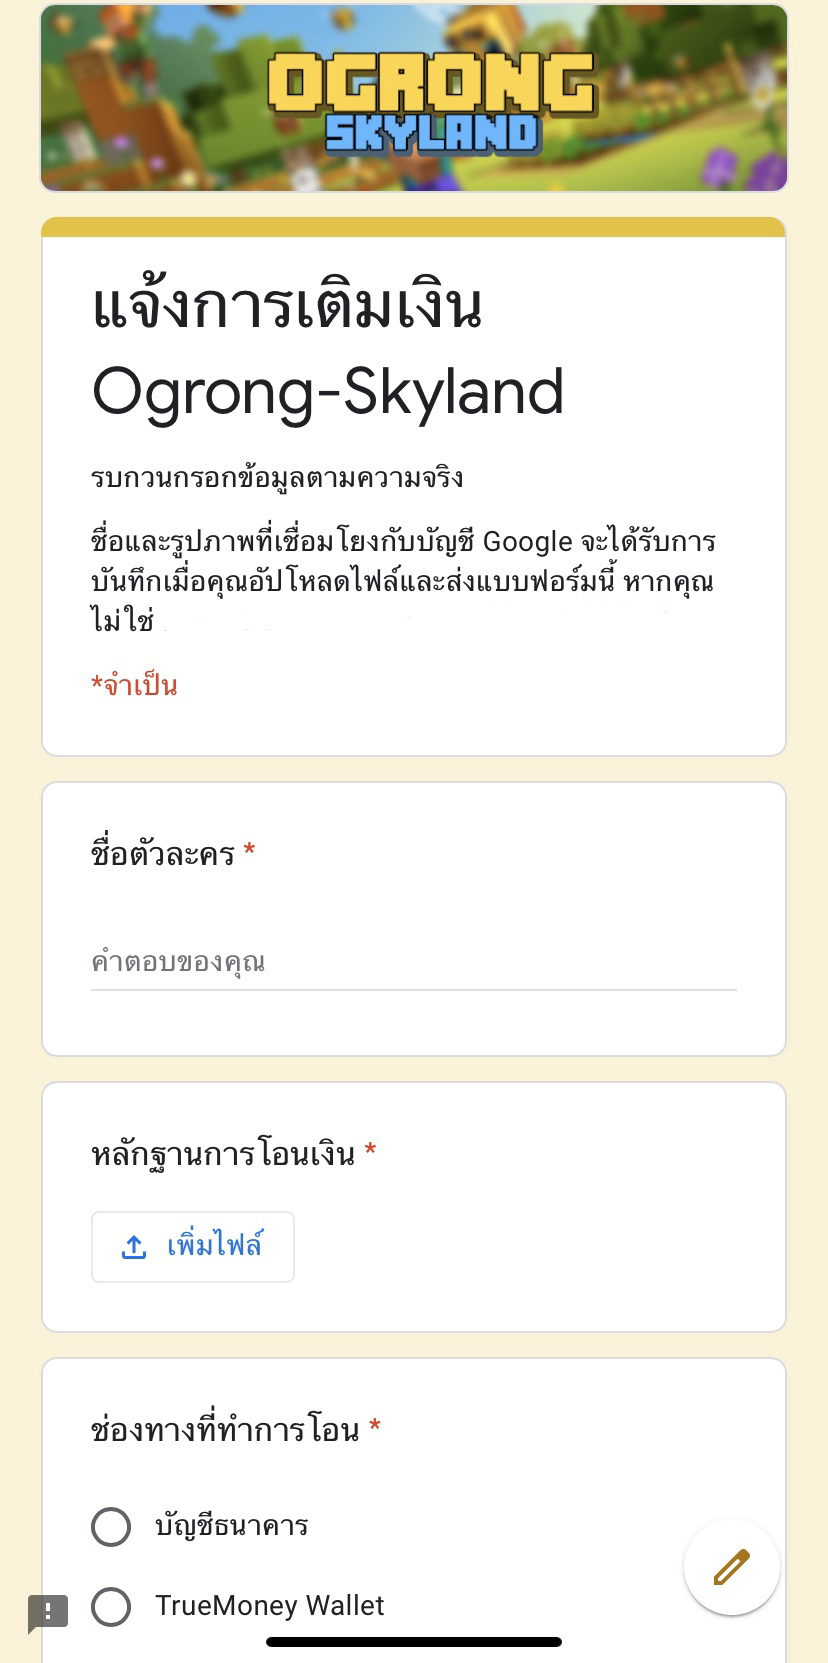 OGRONG
SKYLAND
แจ้งการเติมเงิน
Ogrong-Skyland
รบกวนกรอกข้อมูลตามความจริง
ชื่อและรูปภาพที่เชื่อมโยงกับบัญชี Google จะได้รับการ
บันทึกเมื่อคุณอัปโหลดไฟล์และส่งแบบฟอร์มนี้ หากคุณ
ไม่ใช่
*จำเป็น
ชื่อตัวละคร *
คำตอบของคุณ
หลักฐานการโอนเงิน *
เพิ่มไฟล์
ช่องทางที่ทำการโอน *
บัญชีธนาคาร
TrueMoney Wallet